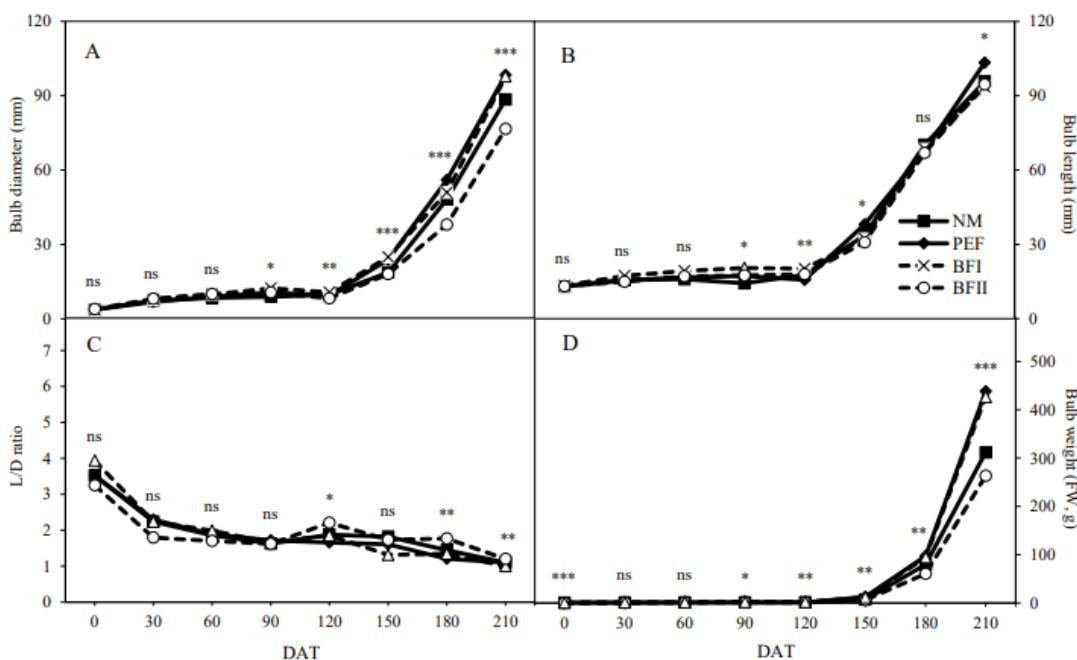 120
90
60
30
0
Bulb diameter (mm)
A
ns
ns
ns
*
**
***
***
***
B
ns
ns
ns
*
**
*
ns
*
NM
PEF
BFI
BFII
120
90
60
30
0
Bulb length (mm)
7
6
5
4
3
2
1
0
L/D ratio
C
ns
ns
ns
ns
*
ns
**
**
0 30 60 90 120 150 180 210
DAT
D
***
ns
ns
*
**
**
**
***
500
400
300
200
100
0
Bulb weight (FW, g)
0 30 60 90 120 150 180 210
DAT